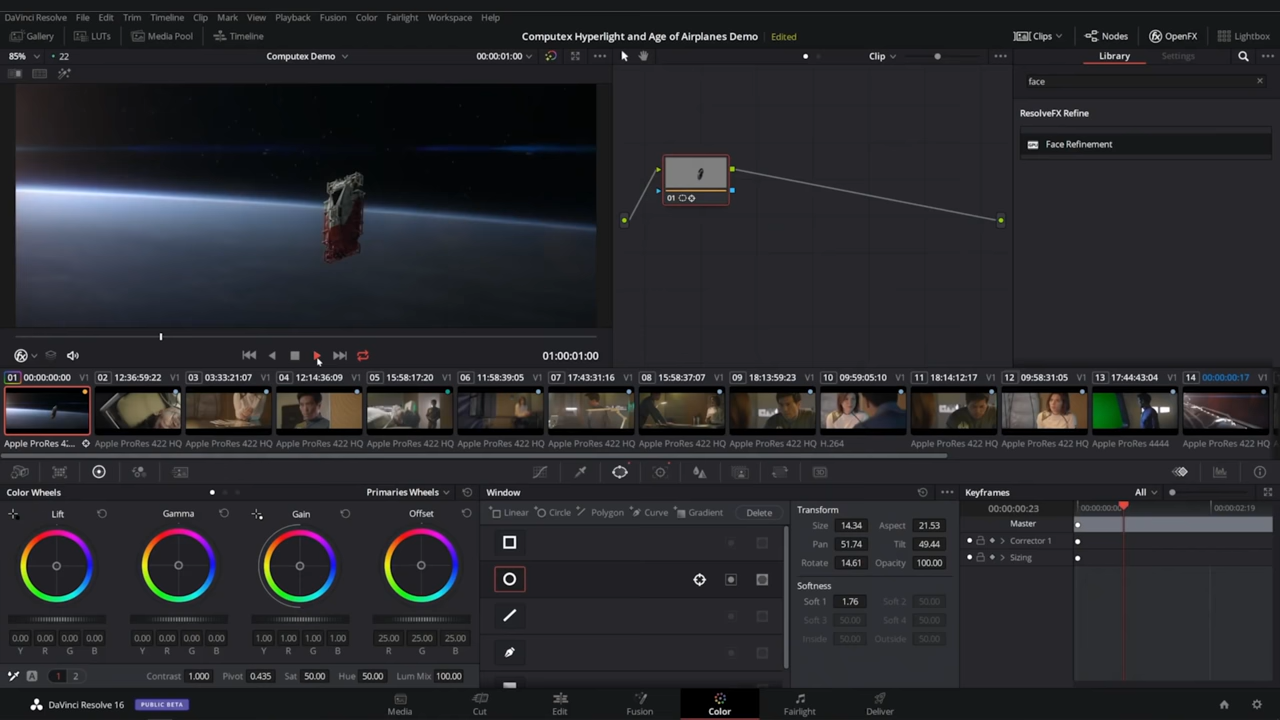 DaVinci Resolve File Edit Trim Timeline Clip Mark View Playback Fusion Color Fairlight Workspace Help
Gallery LUTs Media Pool Timeline Computex Hyperlight and Age of Airplanes Demo Edited Clips Nodes OpenFX Lightbox
85% 22 Computex Demo 00:00:01:00 Clip Library Settings
face
ResolveFX Refine
Face Refinement
01
01:00:01:00
01 00:00:00:00 V1 02 12:36:59:22 V1 03 03:33:21:07 V1 04 12:14:36:09 V1 05 15:58:17:20 V1 06 11:58:39:05 V1 07 17:43:31:16 V1 08 15:58:37:07 V1 09 18:13:59:23 V1 10 09:59:05:10 V1 11 18:14:12:17 V1 12 09:58:31:05 V1 13 17:44:43:04 V1 14 00:00:00:17 V1
Apple ProRes 4... Apple ProRes 422 HQ Apple ProRes 422 HQ Apple ProRes 422 HQ Apple ProRes 422 HQ Apple ProRes 422 HQ Apple ProRes 422 HQ Apple ProRes 422 HQ Apple ProRes 422 HQ H.264 Apple ProRes 422 HQ Apple ProRes 422 HQ Apple ProRes 4444 Apple ProRes 422 HQ
Color Wheels Primaries Wheels Window Keyframes All
Lift Gamma Gain Offset
Linear Circle Polygon Curve Gradient Delete
Transform
Size 14.34 Aspect 21.53
Pan 51.74 Tilt 49.44
Rotate 14.61 Opacity 100.00
Softness
Soft 1 1.76 Soft 2 50.00
Soft 3 50.00 Soft 4 50.00
Inside 50.00 Outside 50.00
00:00:00:23 00:00:00:0 00:00:02:19
Master
Corrector 1
Sizing
0.00 0.00 0.00 0.00 0.00 0.00 0.00 0.00 1.00 1.00 1.00 1.00 25.00 25.00 25.00
Y R G B Y R G B Y R G B R G B
A 1 2 Contrast 1.000 Pivot 0.435 Sat 50.00 Hue 50.00 Lum Mix 100.00
DaVinci Resolve 16 PUBLIC BETA Media Cut Edit Fusion Color Fairlight Deliver